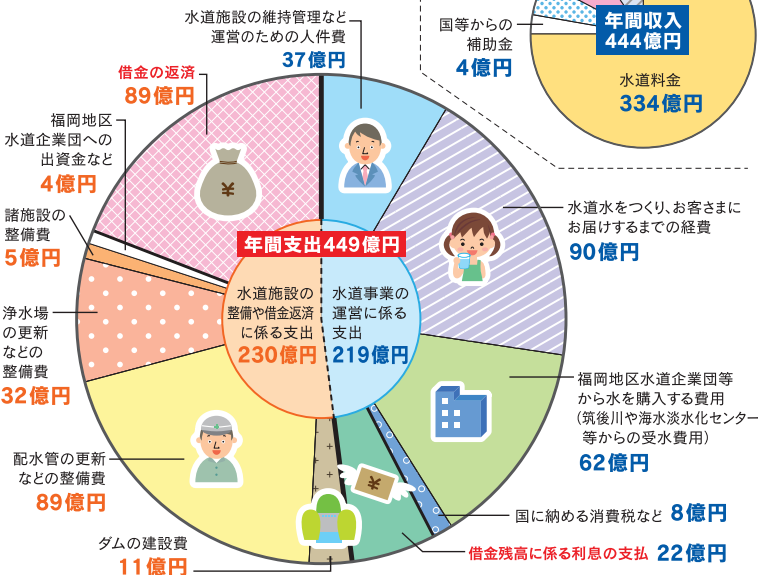 水道施設の維持管理など
運営のための人件費
37億円
借金の返済
89億円
福岡地区
水道企業団への
出資金など
4億円
諸施設の
整備費
5億円
浄水場
の更新
などの
整備費
32億円
配水管の更新
などの整備費
89億円
ダムの建設費
11億円
国等からの
補助金
4億円
年間収入
444億円
水道料金
334億円
水道水をつくり、お客さまに
お届けするまでの経費
90億円
年間支出449億円
水道施設の
整備や借金返済
に係る支出
230億円
水道事業の
運営に係る
支出
219億円
福岡地区水道企業団等
から水を購入する費用
(筑後川や海水淡水化センター
等からの受水費用)
62億円
国に納める消費税など 8億円
借金残高に係る利息の支払 22億円
¥
¥